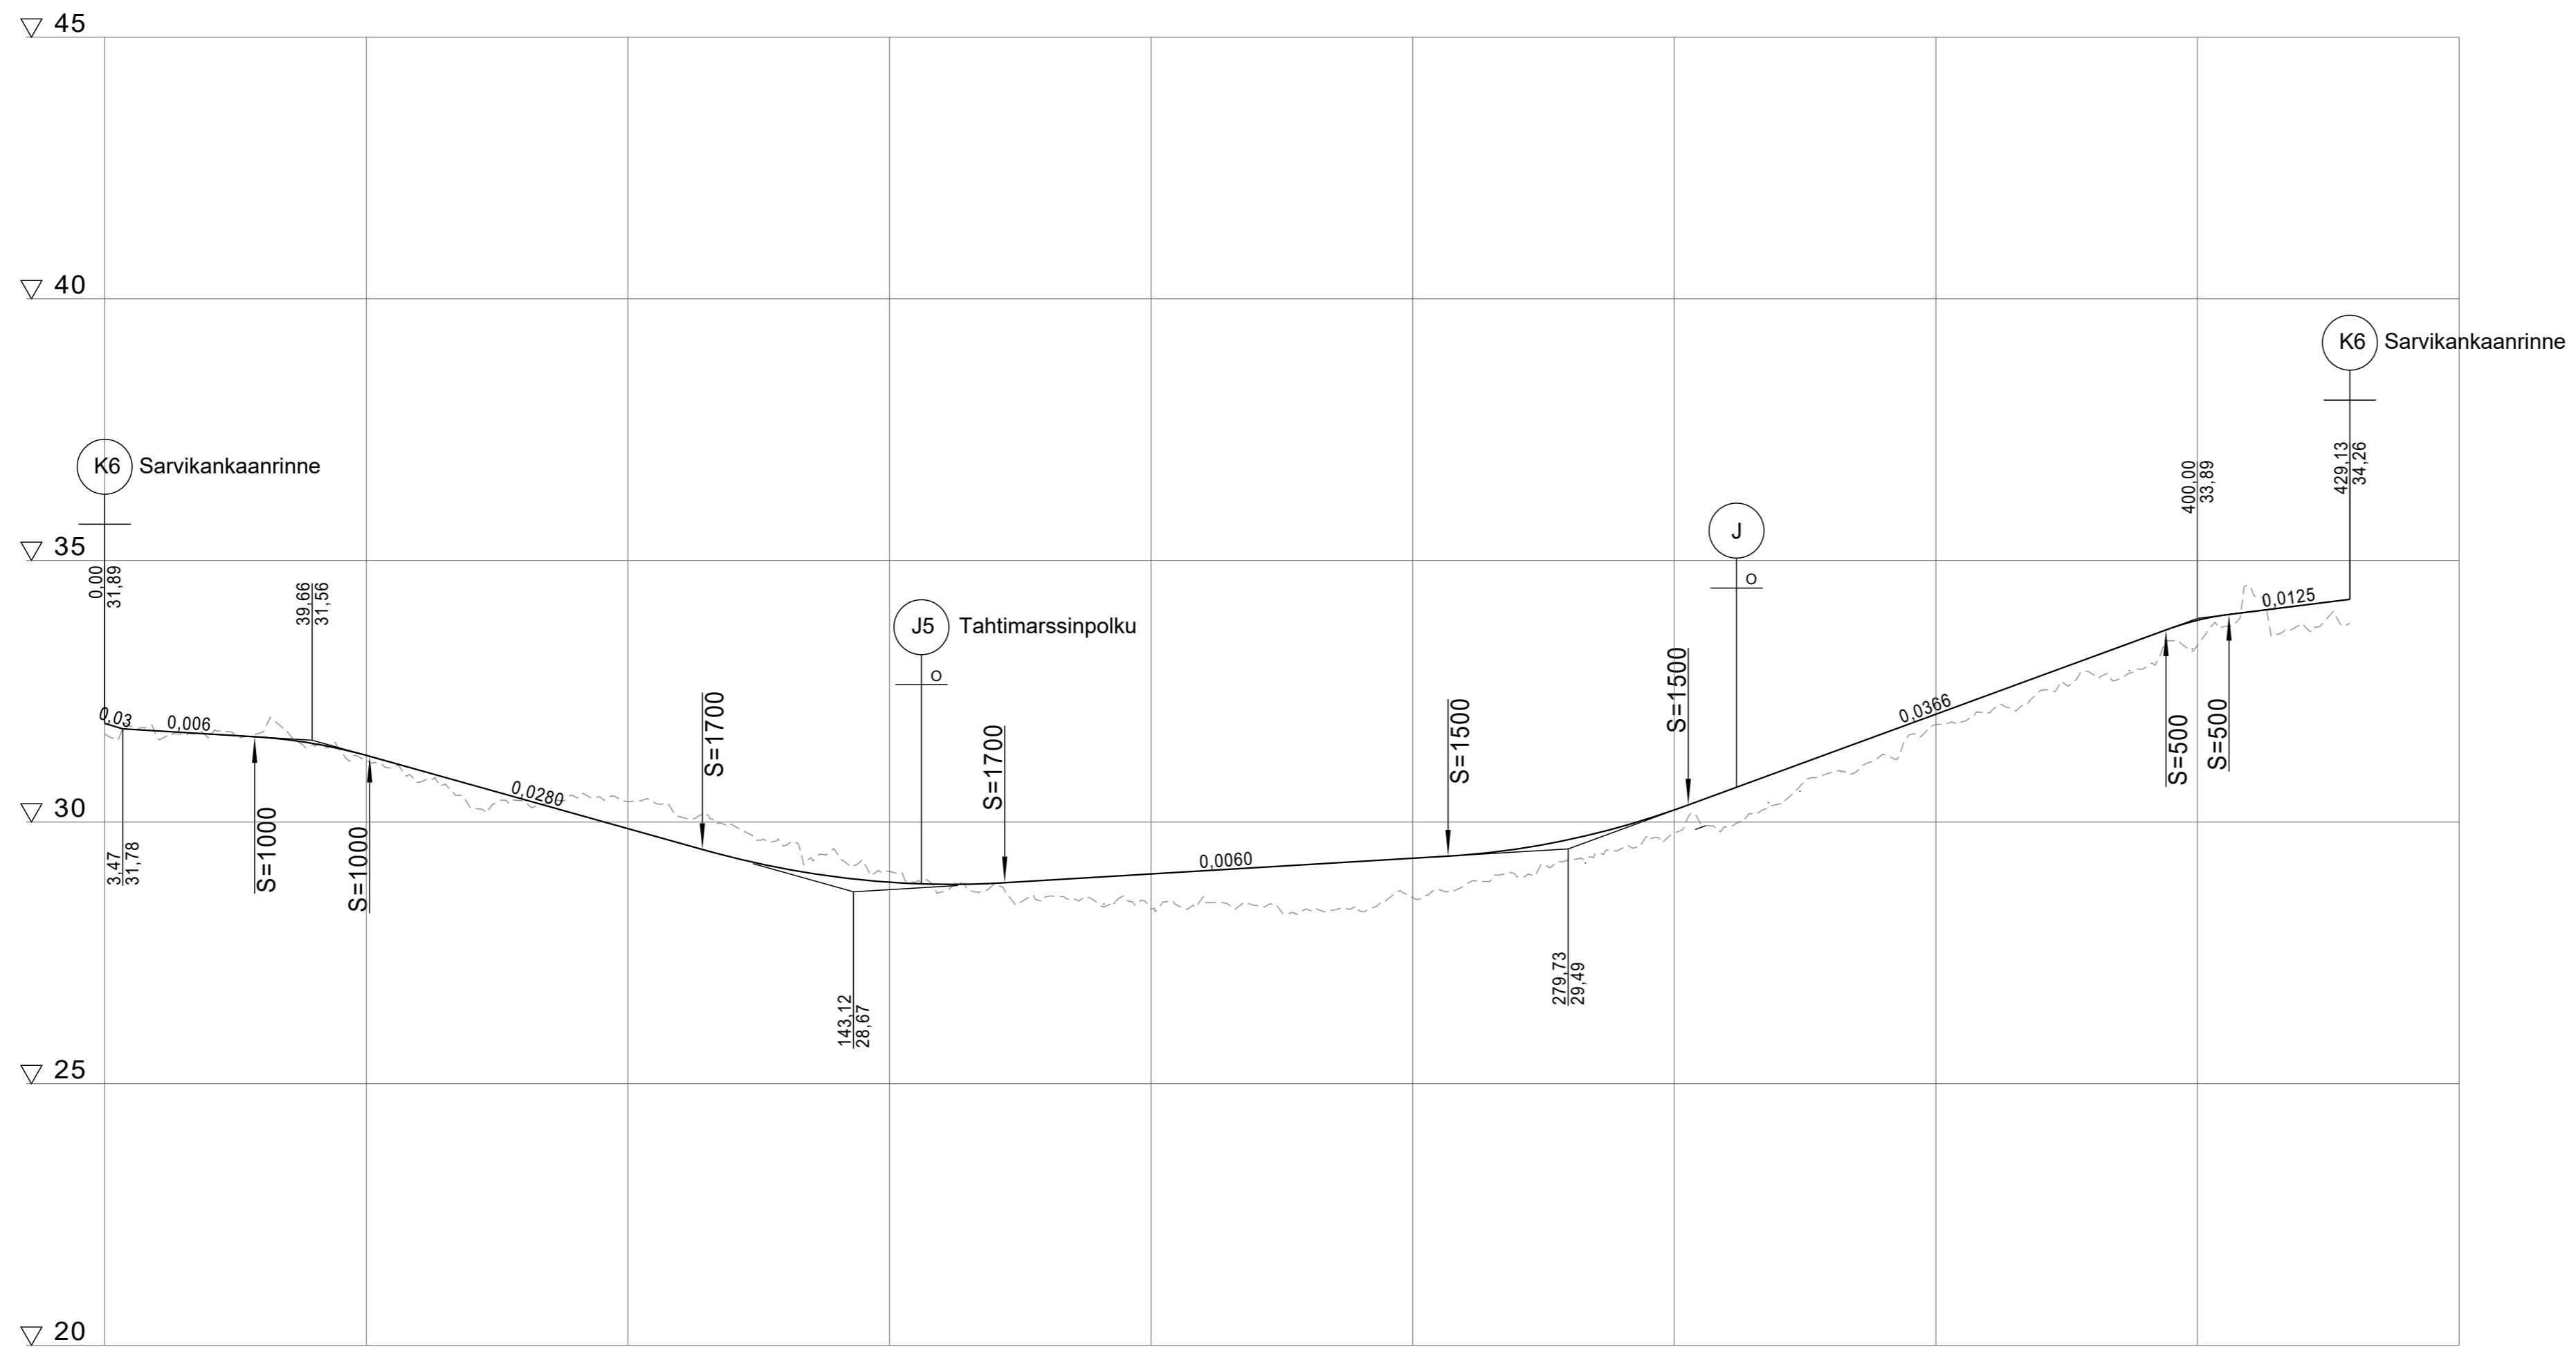 45
40
35
30
25
20
K6 Sarvikankaanrinne
0,00
31,89
0,03
3,47
31,78
0,006
S=1000
39,66
31,56
S=1000
0,0280
S=1700
143,12
28,67
J5 Tahtimarssinpolku
O
S=1700
0,0060
S=1500
279,73
29,49
S=1500
J
O
0,0366
S=500
400,00
33,89
S=500
0,0125
K6 Sarvikankaanrinne
429,13
34,26